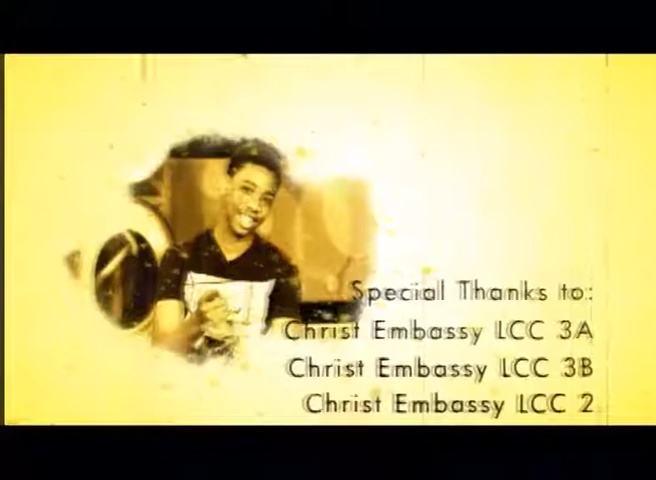 Special Thanks to:
Christ Embassy LCC 3A
Christ Embassy LCC 3B
Christ Embassy LCC 2